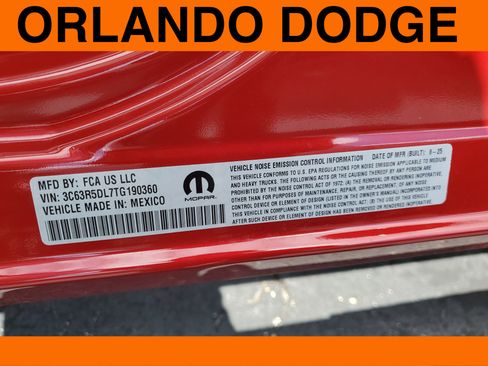 ORLANDO DODGE
VEHICLE NOISE EMISSION CONTROL INFORMATION DATE OF MFR (BUILT): 8-25
MFD BY: FCA US LLC
VIN: 3C63R5DL7TG190360
VEHICLE MADE IN: MEXICO
MOPAR.
THIS VEHICLE CONFORMS TO U.S. EPA REGULATIONS FOR NOISE EMISSION APPLICABLE TO MEDIUM
AND HEAVY TRUCKS. THE FOLLOWING ACTS OR THE CAUSING THEREOF BY ANY PERSON ARE
PROHIBITED BY THE NOISE CONTROL ACT OF 1972: (A) THE REMOVAL OR RENDERING INOPERATIVE,
OTHER THAN FOR PURPOSES OF MAINTENANCE, REPAIR, OR REPLACEMENT, OF ANY NOISE
CONTROL DEVICE OR ELEMENT OF DESIGN (LISTED IN THE OWNER'S MANUAL) INCORPORATED INTO
THIS VEHICLE IN COMPLIANCE WITH THE NOISE CONTROL ACT. (B) THE USE OF THIS VEHICLE
AFTER SUCH DEVICE OR ELEMENT OF DESIGN HAS BEEN REMOVED OR RENDERED INOPERATIVE.